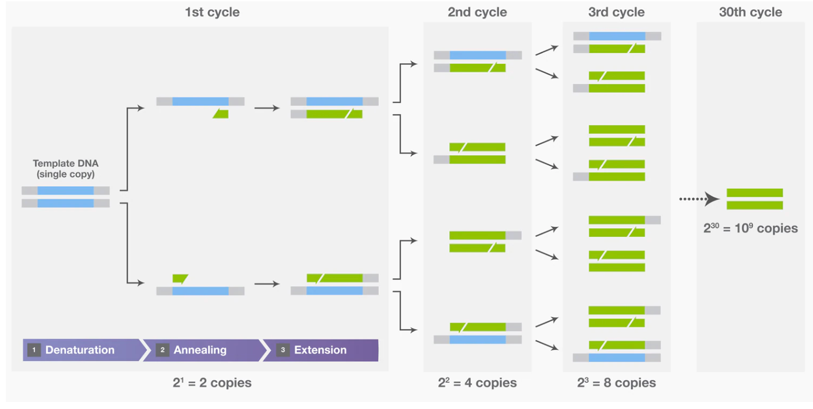 1st cycle
2nd cycle
3rd cycle
30th cycle
Template DNA
(single copy)
2³⁰ = 10⁹ copies
1 Denaturation
2 Annealing
3 Extension
2¹ = 2 copies
2² = 4 copies
2³ = 8 copies